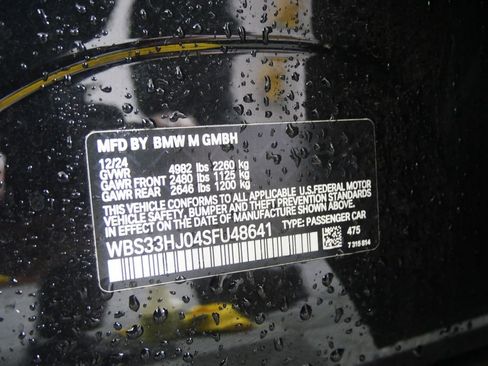 MFD BY BMW M GMBH
12/24
GVWR 4982 lbs 2260 kg
GAWR FRONT 2480 lbs 1125 kg
GAWR REAR 2646 lbs 1200 kg
THIS VEHICLE CONFORMS TO ALL APPLICABLE U.S. FEDERAL MOTOR
VEHICLE SAFETY, BUMPER, AND THEFT PREVENTION STANDARDS
IN EFFECT ON THE DATE OF MANUFACTURE SHOWN ABOVE.
WBS33HJ04SFU48641 TYPE: PASSENGER CAR
475
7 315 814